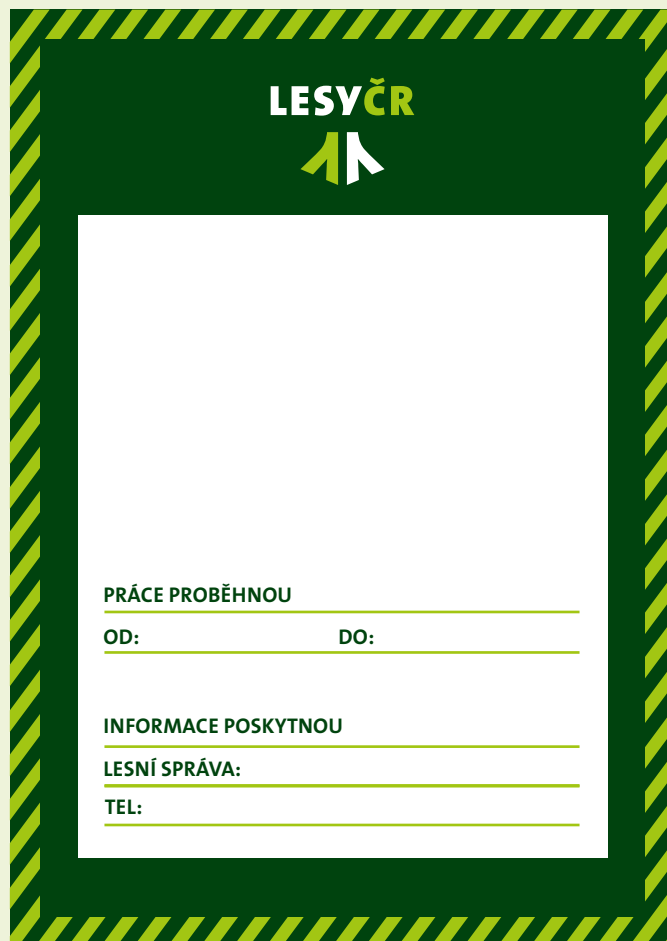 LESYČR
PRÁCE PROBĚHNOU
OD: DO:
INFORMACE POSKYTNOU
LESNÍ SPRÁVA:
TEL: